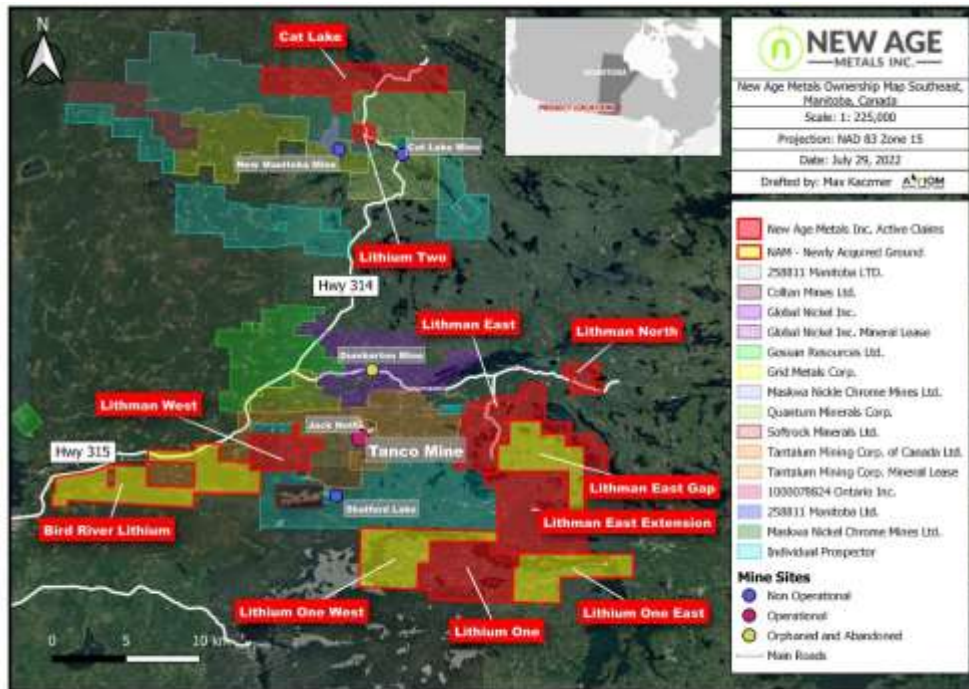 N
Cat Lake
New Manitoba Mine
Cat Lake Mine
Lithium Two
Hwy 314
Lithman East
Lithman North
Dumbarton Mine
Lithman West
Jack Nutt
Tanco Mine
Hwy 315
Lithman East Gap
Bird River Lithium
Shatford Lake
Lithman East Extension
Lithium One West
Lithium One
Lithium One East
0 5 10 km
MANITOBA
NEW AGE
METALS INC.
New Age Metals Ownership Map Southeast,
Manitoba, Canada
Scale: 1: 225,000
Projection: NAD 83 Zone 15
Date: July 29, 2022
Drafted by: Max Kaczmer AXIOM
New Age Metals Inc. Active Claims
NAM - Newly Acquired Ground
258811 Manitoba LTD.
Coltan Mines Ltd.
Global Nickel Inc.
Global Nickel Inc. Mineral Lease
Gossan Resources Ltd.
Grid Metals Corp.
Maskwa Nickle Chrome Mines Ltd.
Quantum Minerals Corp.
Softrock Minerals Ltd.
Tantalum Mining Corp. of Canada Ltd.
Tantalum Mining Corp. Mineral Lease
1000078824 Ontario Inc.
258811 Manitoba Ltd.
Maskwa Nickel Chrome Mines Ltd.
Individual Prospector
Mine Sites
Non Operational
Operational
Orphaned and Abandoned
Main Roads